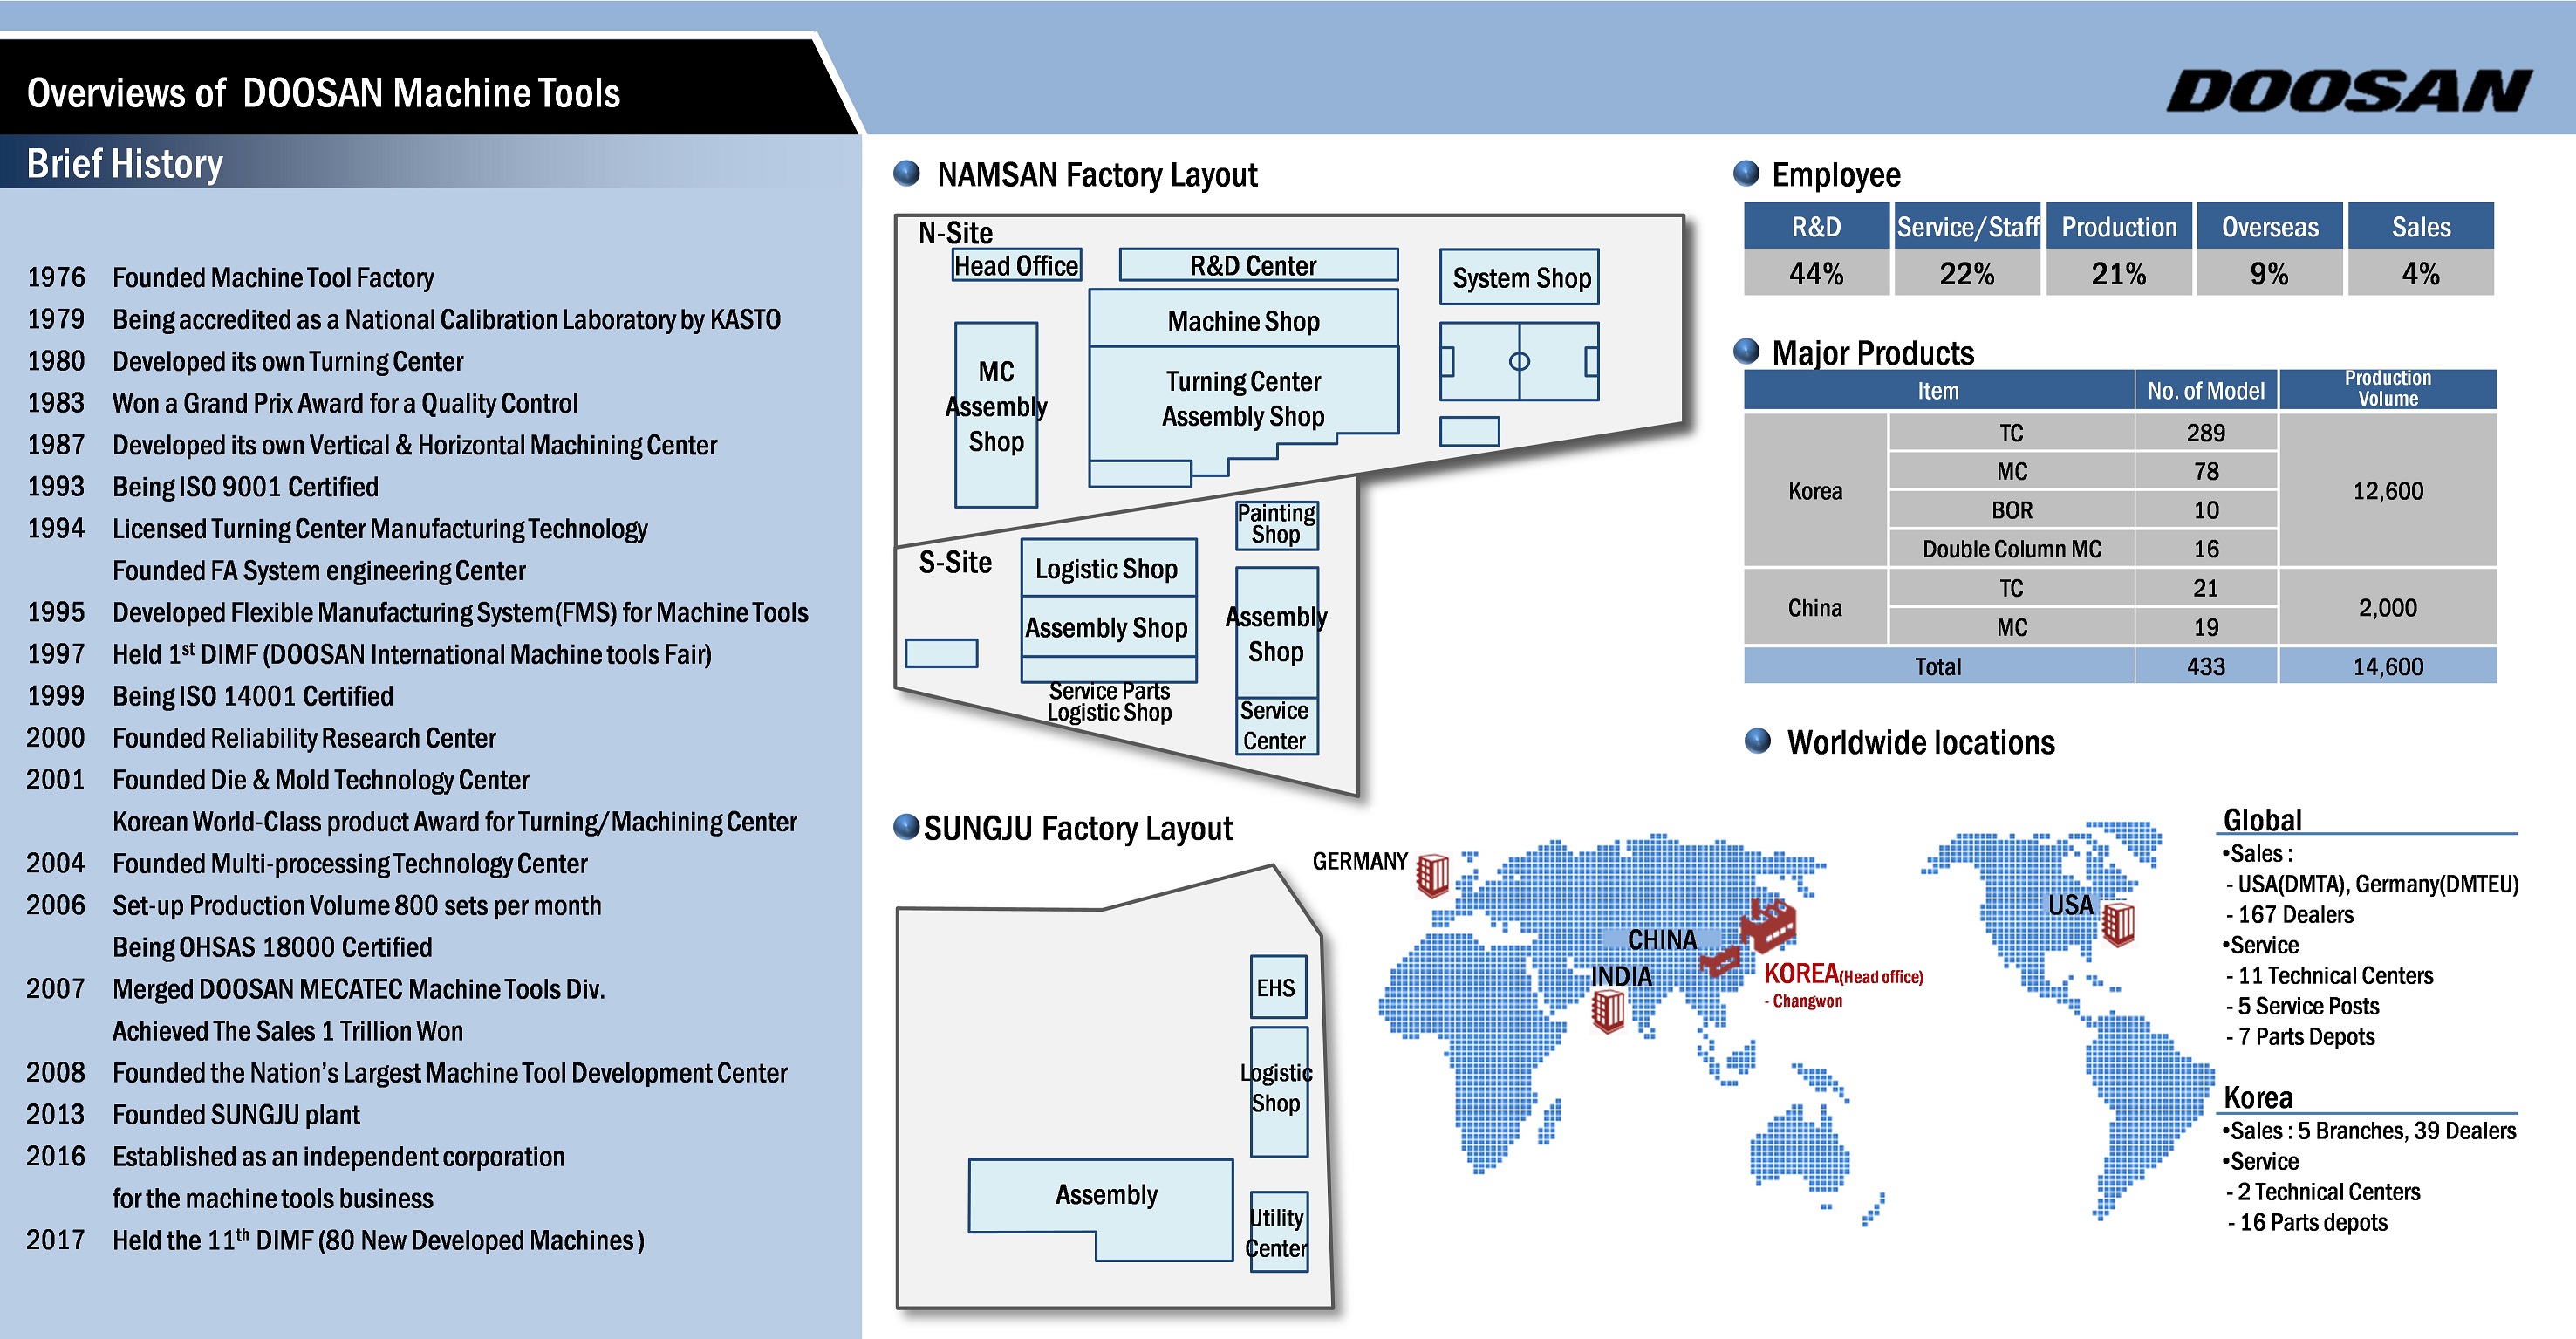 Overviews of DOOSAN Machine Tools
DOOSAN
Brief History
1976 Founded Machine Tool Factory
1979 Being accredited as a National Calibration Laboratory by KASTO
1980 Developed its own Turning Center
1983 Won a Grand Prix Award for a Quality Control
1987 Developed its own Vertical & Horizontal Machining Center
1993 Being ISO 9001 Certified
1994 Licensed Turning Center Manufacturing Technology
Founded FA System engineering Center
1995 Developed Flexible Manufacturing System(FMS) for Machine Tools
1997 Held 1st DIMF (DOOSAN International Machine tools Fair)
1999 Being ISO 14001 Certified
2000 Founded Reliability Research Center
2001 Founded Die & Mold Technology Center
Korean World-Class product Award for Turning/Machining Center
2004 Founded Multi-processing Technology Center
2006 Set-up Production Volume 800 sets per month
Being OHSAS 18000 Certified
2007 Merged DOOSAN MECATEC Machine Tools Div.
Achieved The Sales 1 Trillion Won
2008 Founded the Nation's Largest Machine Tool Development Center
2013 Founded SUNGJU plant
2016 Established as an independent corporation
for the machine tools business
2017 Held the 11th DIMF (80 New Developed Machines)
NAMSAN Factory Layout
N-Site
Head Office
R&D Center
System Shop
Machine Shop
MC
Assembly
Shop
Turning Center
Assembly Shop
S-Site
Logistic Shop
Assembly Shop
Service Parts
Logistic Shop
Painting
Shop
Assembly
Shop
Service
Center
SUNGJU Factory Layout
EHS
Logistic
Shop
Assembly
Utility
Center
Employee
R&D Service/Staff Production Overseas Sales
44% 22% 21% 9% 4%
Major Products
Item No. of Model Production
Volume
Korea TC 289 12,600
MC 78
BOR 10
Double Column MC 16
China TC 21 2,000
MC 19
Total 433 14,600
Worldwide locations
GERMANY
CHINA
INDIA
KOREA(Head office)
- Changwon
USA
Global
•Sales :
- USA(DMTA), Germany(DMTEU)
- 167 Dealers
•Service
- 11 Technical Centers
- 5 Service Posts
- 7 Parts Depots
Korea
•Sales : 5 Branches, 39 Dealers
•Service
- 2 Technical Centers
- 16 Parts depots